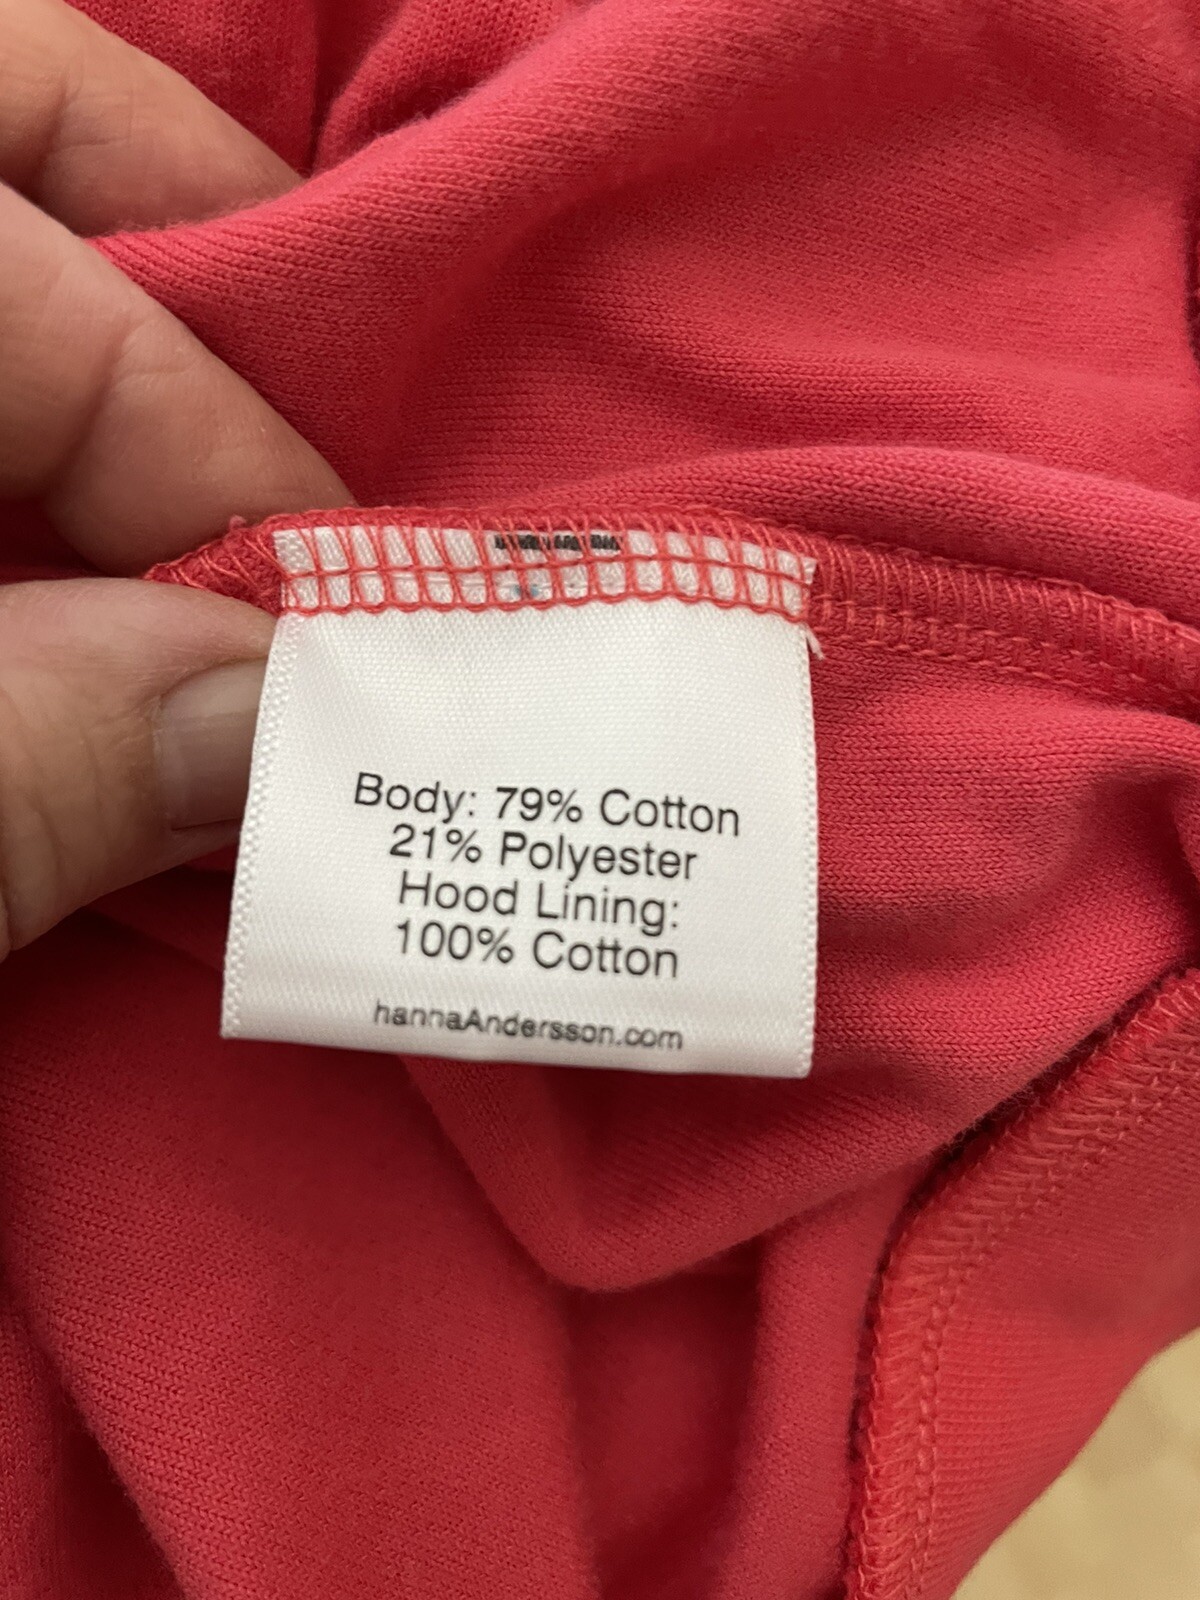 Body: 79% Cotton
21% Polyester
Hood Lining:
100% Cotton
hannaAndersson.com